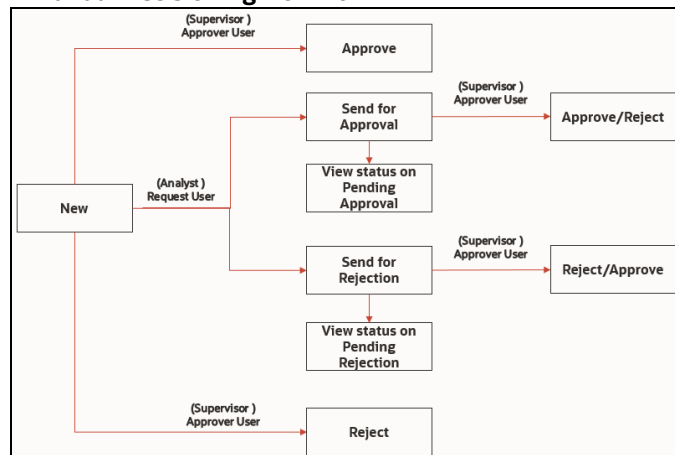 (Supervisor )
Approver User
Approve
Send for
Approval
(Supervisor )
Approver User
Approve/Reject
View status on
Pending
Approval
New
(Analyst )
Request User
Send for
Rejection
(Supervisor )
Approver User
Reject/Approve
View status on
Pending
Rejection
(Supervisor )
Approver User
Reject